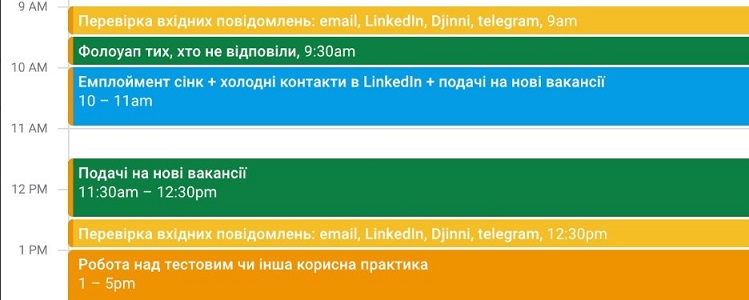 9 AM
Перевірка вхідних повідомлень: email, LinkedIn, Djinni, telegram, 9am
Фолоуап тих, хто не відповіли, 9:30am
10 AM
Емплоймент сінк + холодні контакти в LinkedIn + подачі на нові вакансії
10 – 11am
11 AM
Подачі на нові вакансії
12 PM
11:30am – 12:30pm
Перевірка вхідних повідомлень: email, LinkedIn, Djinni, telegram, 12:30pm
1 PM
Робота над тестовим чи інша корисна практика
1 – 5pm